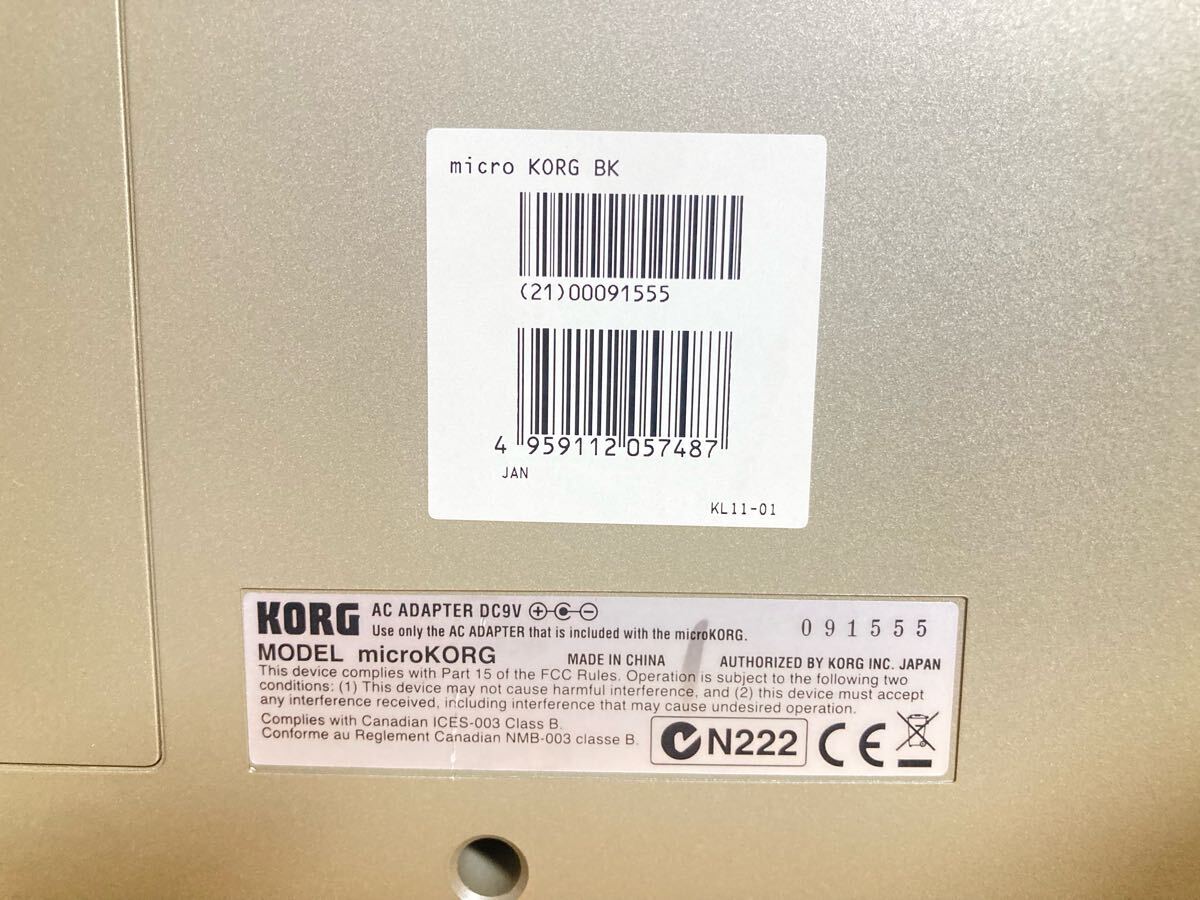 micro KORG BK
(21)00091555
4 959112 057487
JAN
KL11-01
KORG AC ADAPTER DC9V
Use only the AC ADAPTER that is included with the microKORG.
091555
MODEL microKORG MADE IN CHINA AUTHORIZED BY KORG INC. JAPAN
This device complies with Part 15 of the FCC Rules. Operation is subject to the following two
conditions: (1) This device may not cause harmful interference, and (2) this device must accept
any interference received, including interference that may cause undesired operation.
Complies with Canadian ICES-003 Class B.
Conforme au Reglement Canadien NMB-003 classe B.
N222 CE